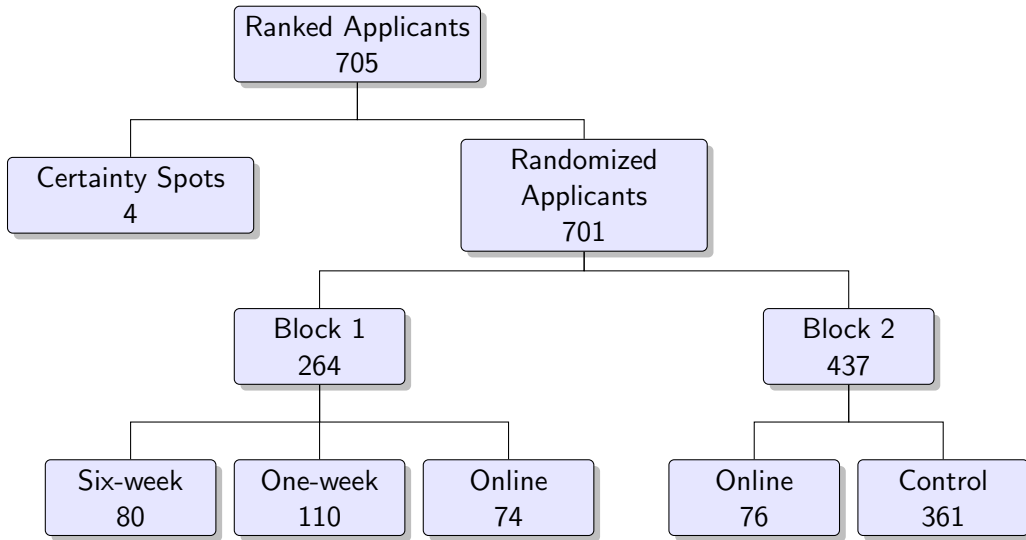 Ranked Applicants
705
Certainty Spots
4
Randomized
Applicants
701
Block 1
264
Block 2
437
Six-week
80
One-week
110
Online
74
Online
76
Control
361